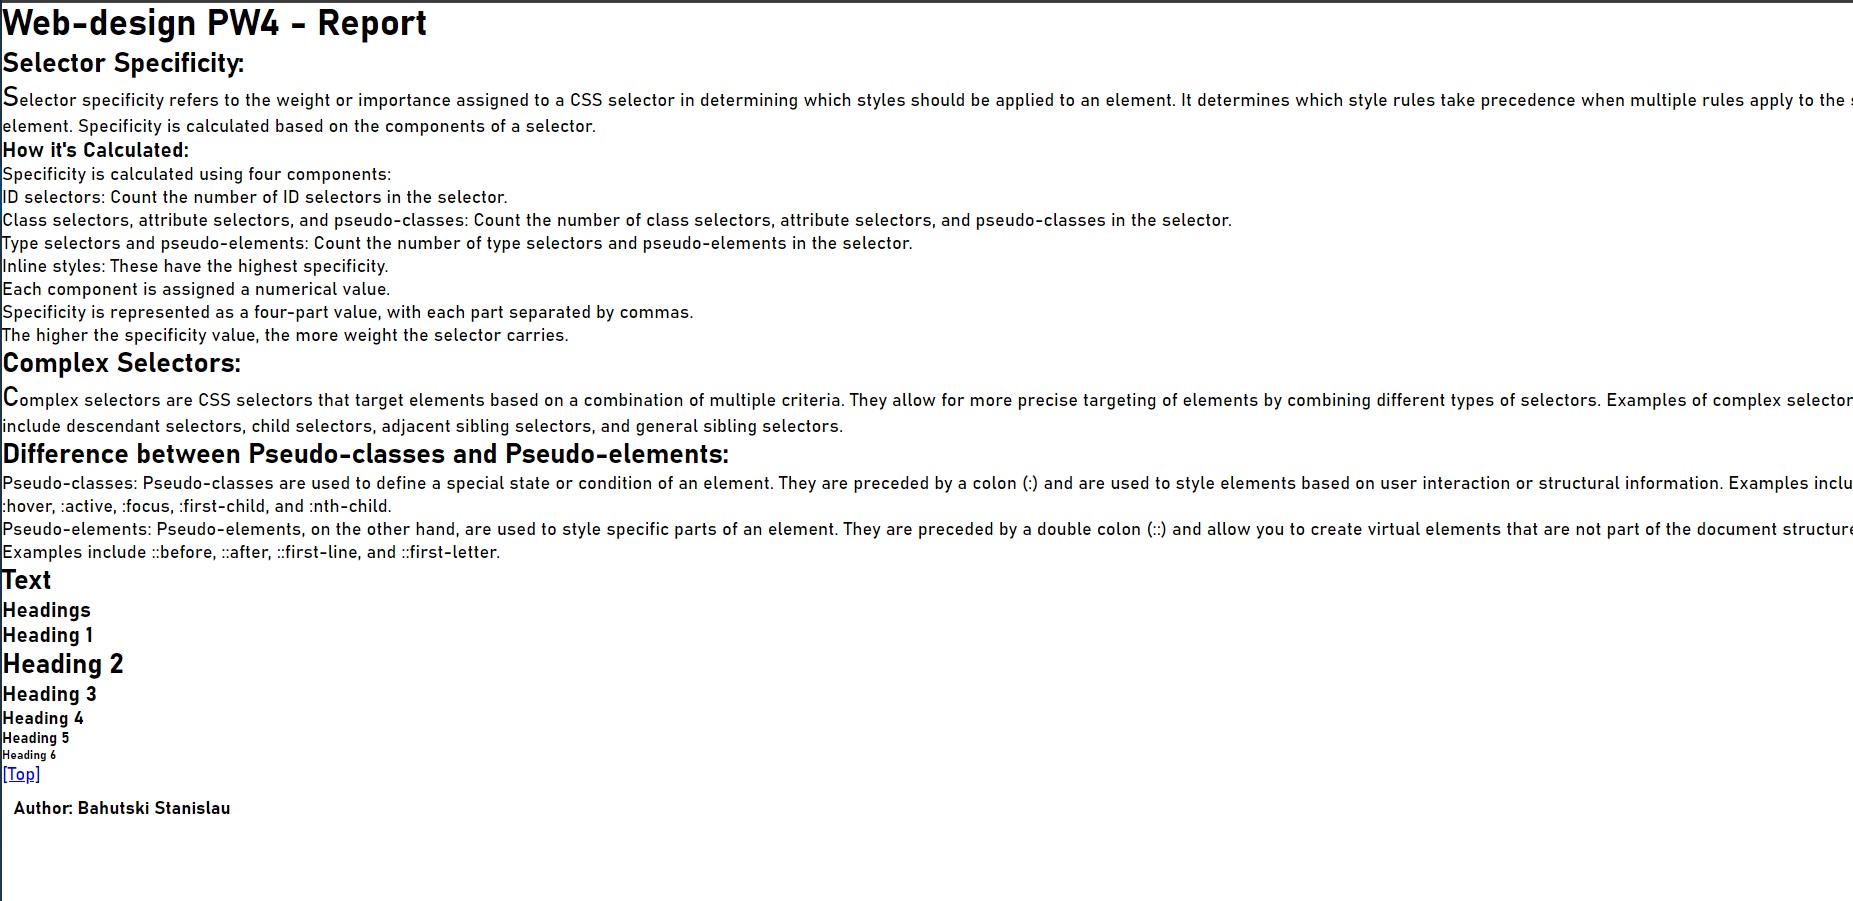 Web-design PW4 - Report
Selector Specificity:
Selector specificity refers to the weight or importance assigned to a CSS selector in determining which styles should be applied to an element. It determines which style rules take precedence when multiple rules apply to the
element. Specificity is calculated based on the components of a selector.
How it's Calculated:
Specificity is calculated using four components:
ID selectors: Count the number of ID selectors in the selector.
Class selectors, attribute selectors, and pseudo-classes: Count the number of class selectors, attribute selectors, and pseudo-classes in the selector.
Type selectors and pseudo-elements: Count the number of type selectors and pseudo-elements in the selector.
Inline styles: These have the highest specificity.
Each component is assigned a numerical value.
Specificity is represented as a four-part value, with each part separated by commas.
The higher the specificity value, the more weight the selector carries.
Complex Selectors:
Complex selectors are CSS selectors that target elements based on a combination of multiple criteria. They allow for more precise targeting of elements by combining different types of selectors. Examples of complex selector
include descendant selectors, child selectors, adjacent sibling selectors, and general sibling selectors.
Difference between Pseudo-classes and Pseudo-elements:
Pseudo-classes: Pseudo-classes are used to define a special state or condition of an element. They are preceded by a colon (:) and are used to style elements based on user interaction or structural information. Examples inclu
:hover, :active, :focus, :first-child, and :nth-child.
Pseudo-elements: Pseudo-elements, on the other hand, are used to style specific parts of an element. They are preceded by a double colon (::) and allow you to create virtual elements that are not part of the document structure
Examples include ::before, ::after, ::first-line, and ::first-letter.
Text
Headings
Heading 1
Heading 2
Heading 3
Heading 4
Heading 5
Heading 6
[Top]
Author: Bahutski Stanislau